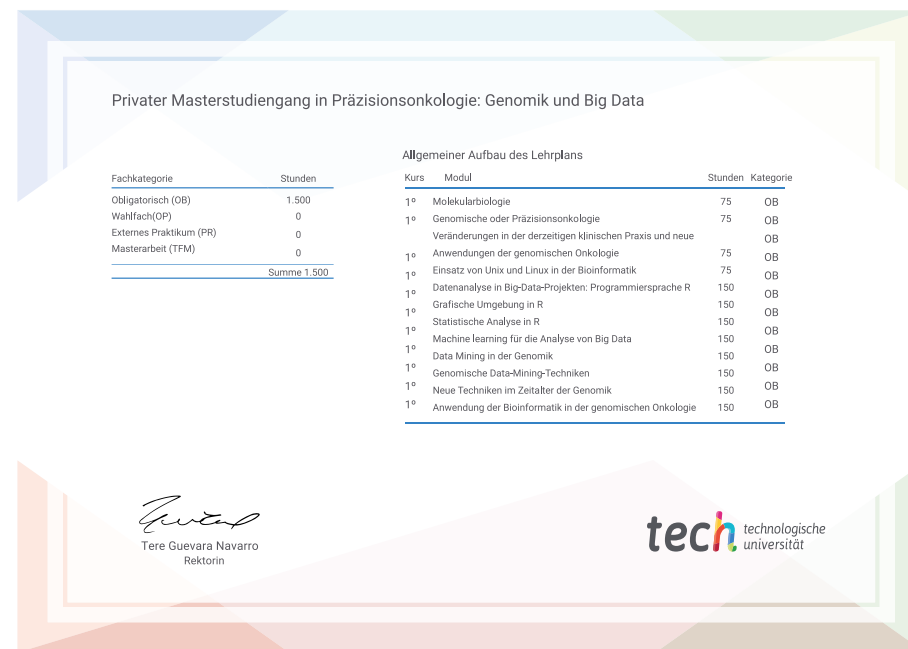 Privater Masterstudiengang in Präzisionsonkologie: Genomik und Big Data
Fachkategorie Stunden
Obligatorisch (OB) 1.500
Wahlfach(OP) 0
Externes Praktikum (PR) 0
Masterarbeit (TFM) 0
Summe 1.500
Allgemeiner Aufbau des Lehrplans
Kurs Modul Stunden Kategorie
1º Molekularbiologie 75 OB
1º Genomische oder Präzisionsonkologie 75 OB
Veränderungen in der derzeitigen klinischen Praxis und neue OB
1º Anwendungen der genomischen Onkologie 75 OB
1º Einsatz von Unix und Linux in der Bioinformatik 75 OB
1º Datenanalyse in Big-Data-Projekten: Programmiersprache R 150 OB
1º Grafische Umgebung in R 150 OB
1º Statistische Analyse in R 150 OB
1º Machine learning für die Analyse von Big Data 150 OB
1º Data Mining in der Genomik 150 OB
1º Genomische Data-Mining-Techniken 150 OB
1º Neue Techniken im Zeitalter der Genomik 150 OB
Anwendung der Bioinformatik in der genomischen Onkologie 150
Tere Guevara Navarro
Rektorin
tech technologische
universität